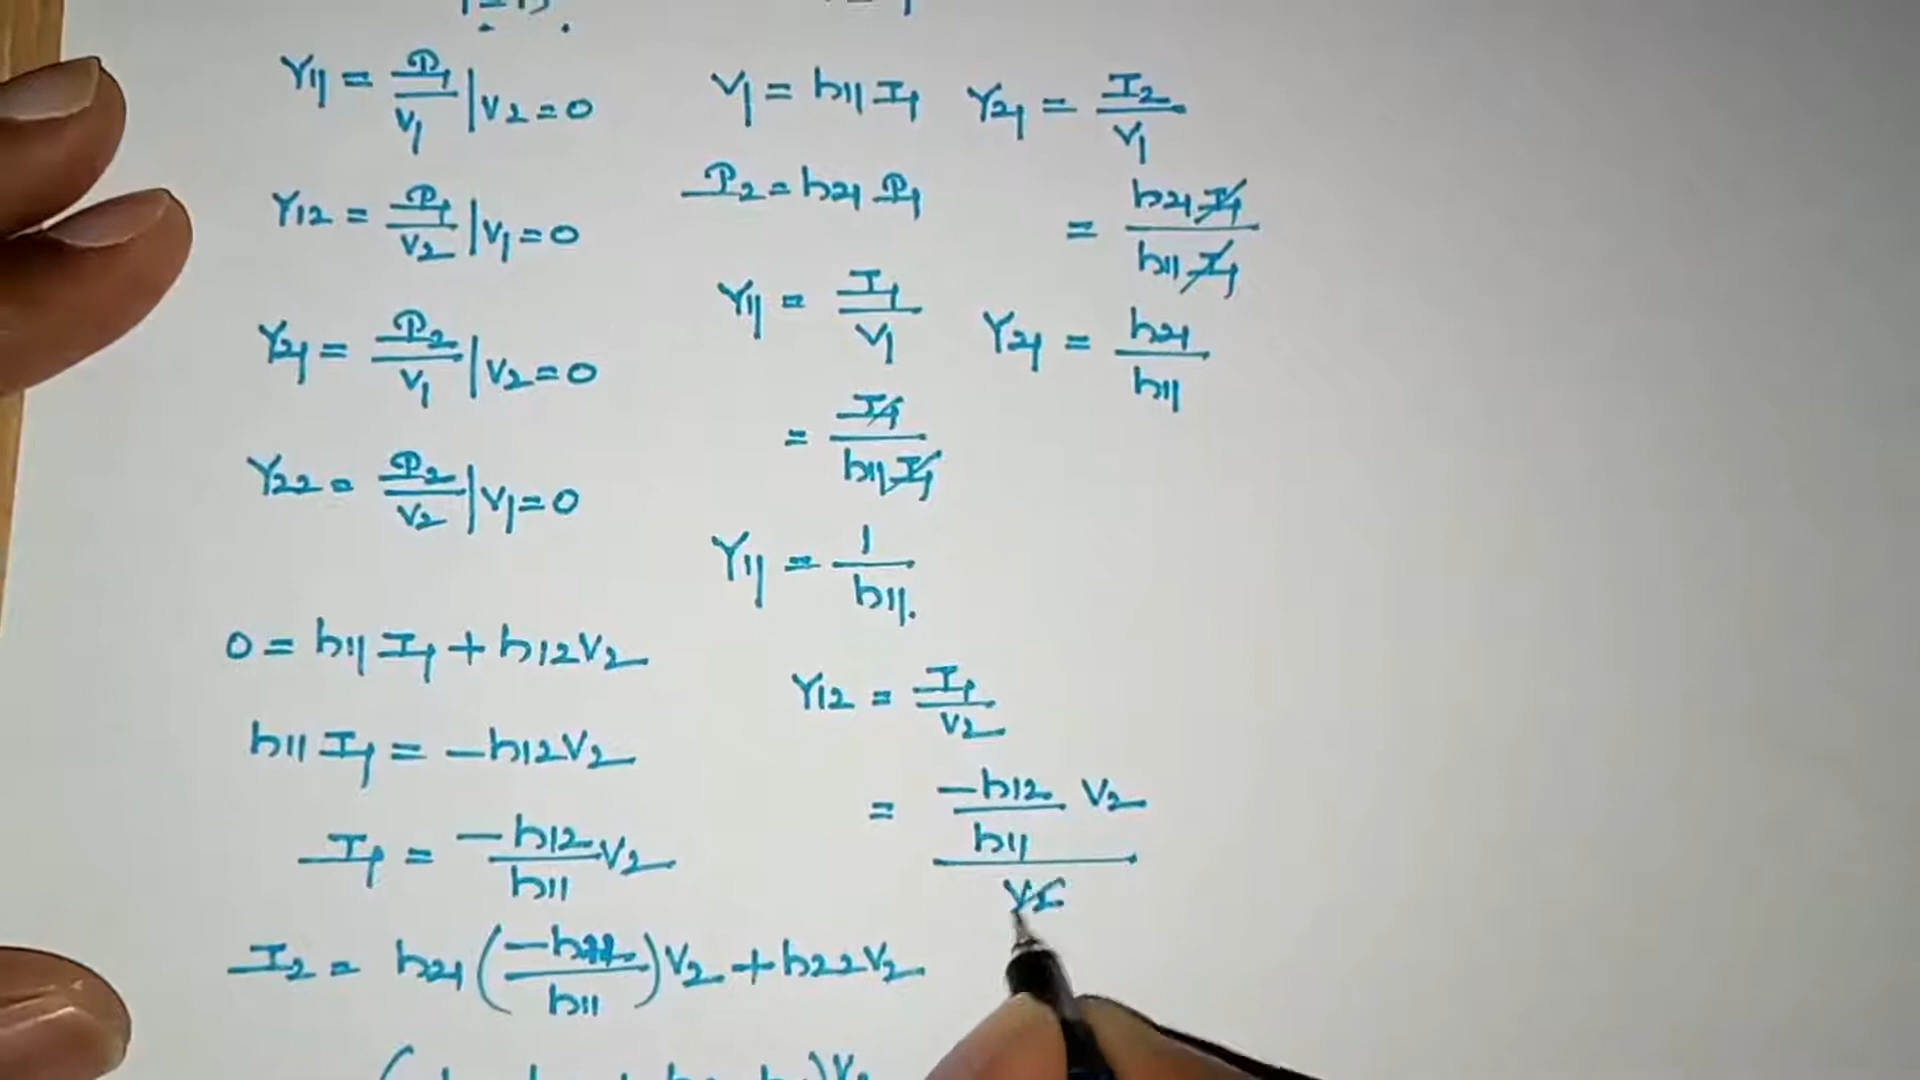 Y11 = I1/V1 | V2 = 0
Y12 = I1/V2 | V1 = 0
Y21 = I2/V1 | V2 = 0
Y22 = I2/V2 | V1 = 0
0 = h11 I1 + h12 V2
h11 I1 = -h12 V2
I1 = -h12/h11 V2
I2 = h21 (-h12/h11) V2 + h22 V2
V1 = h11 I1
I2 = h21 I1
Y11 = I1/V1
= I1/h11 I1
Y11 = 1/h11.
Y12 = I1/V2
= -h12/h11 V2 / V2
Y21 = I2/V1
= h21 I1/h11 I1
Y21 = h21/h11